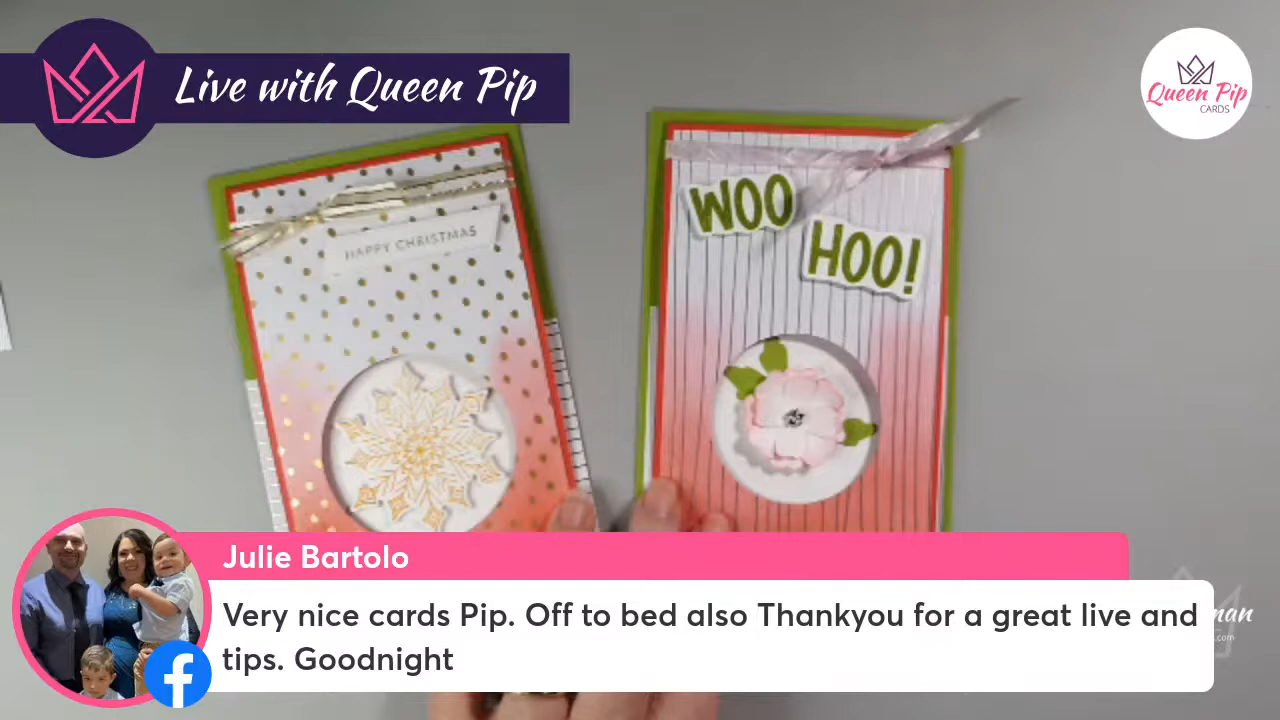 Live with Queen Pip
Queen Pip
CARDS
HAPPY CHRISTMAS
WOO
HOO!
Julie Bartolo
Very nice cards Pip. Off to bed also Thankyou for a great live and
tips. Goodnight